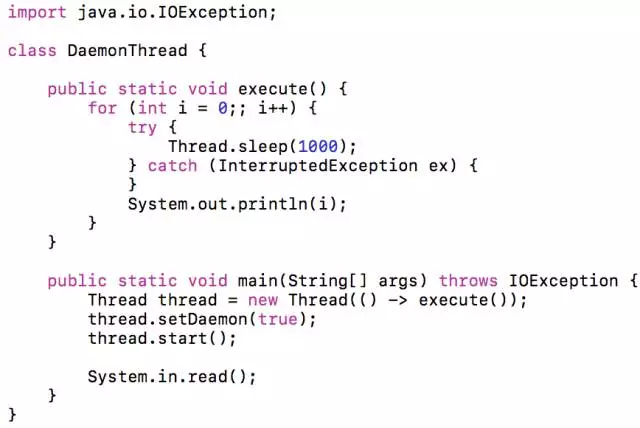 import java.io.IOException;
class DaemonThread {
public static void execute() {
for (int i = 0;; i++) {
try {
Thread.sleep(1000);
} catch (InterruptedException ex) {
}
System.out.println(i);
}
}
public static void main(String[] args) throws IOException {
Thread thread = new Thread(() -> execute());
thread.setDaemon(true);
thread.start();
System.in.read();
}
}